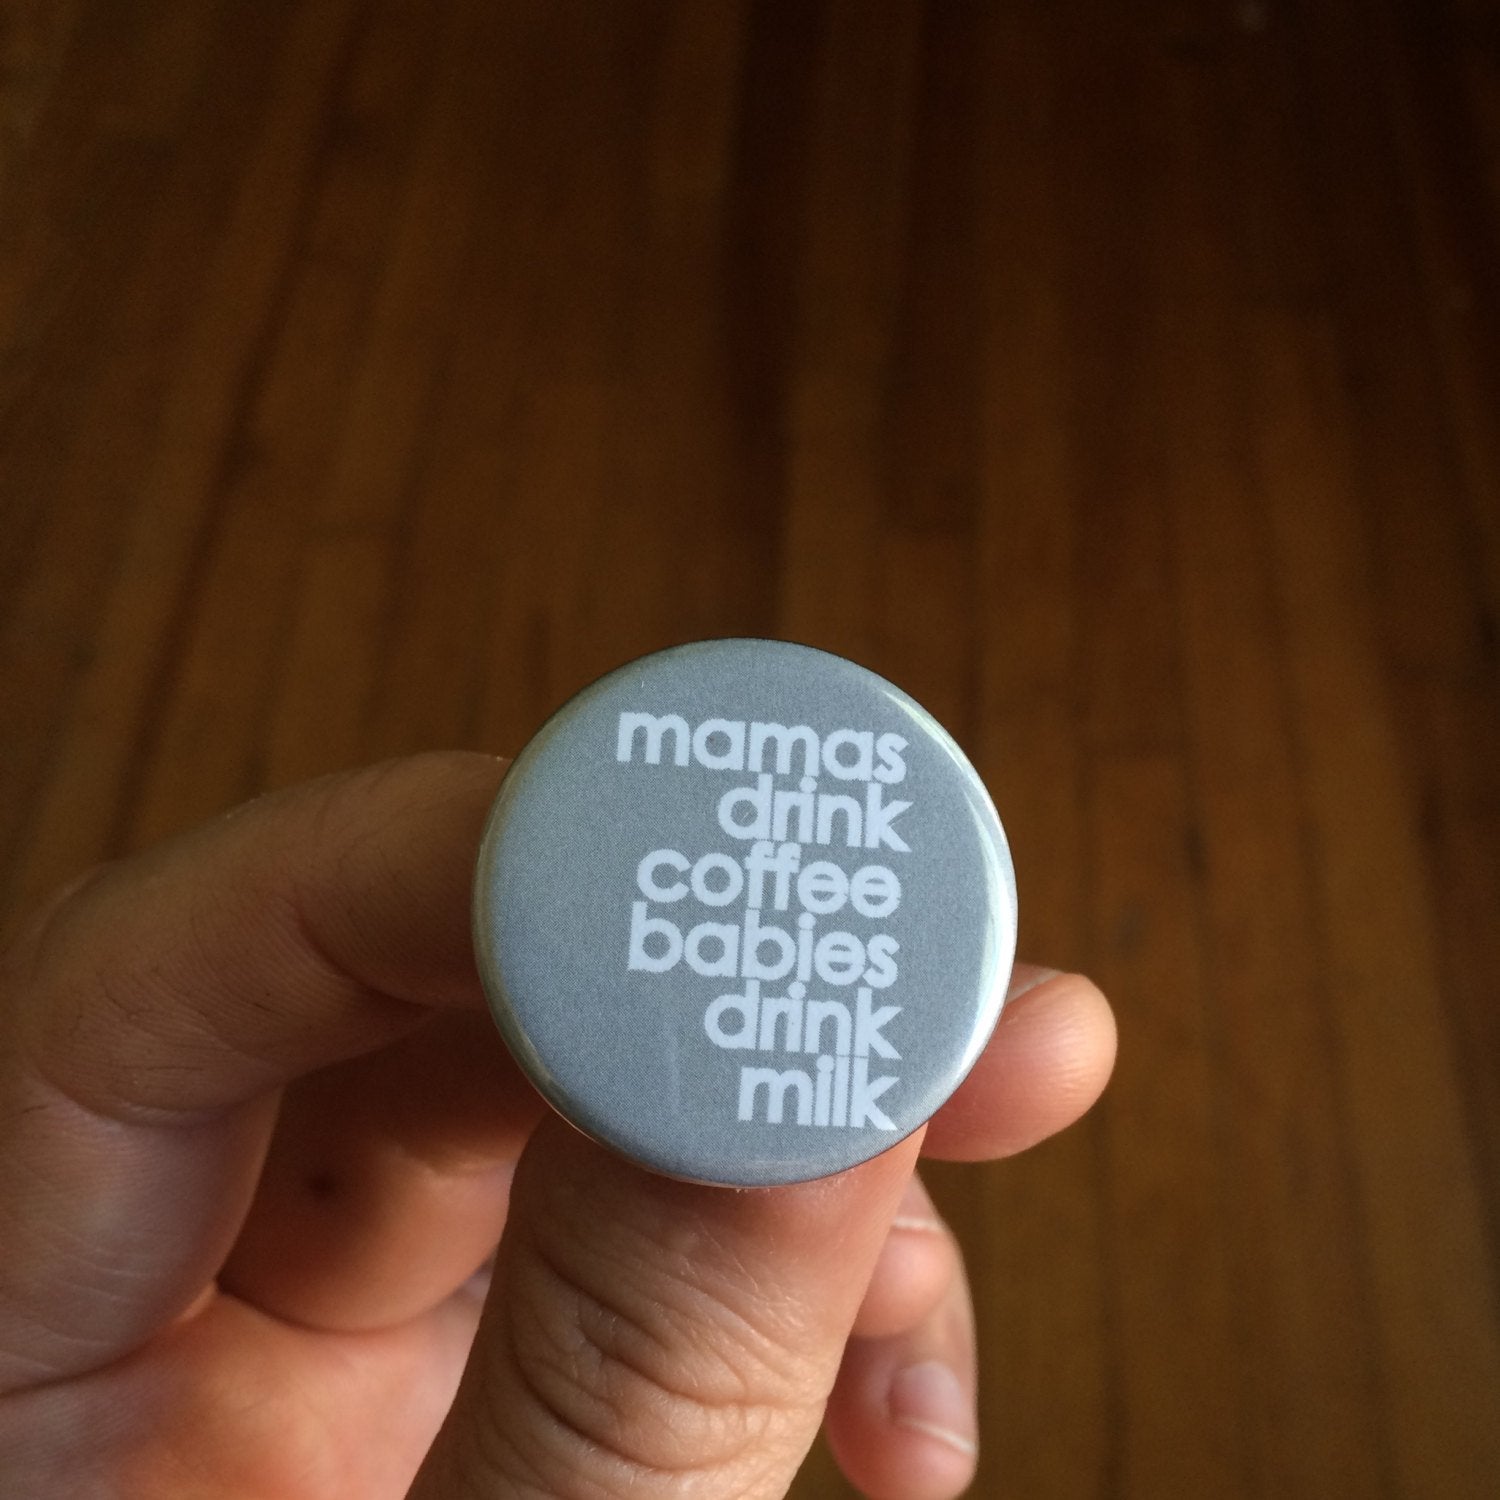 mamas
drink
coffee
babies
drink
milk